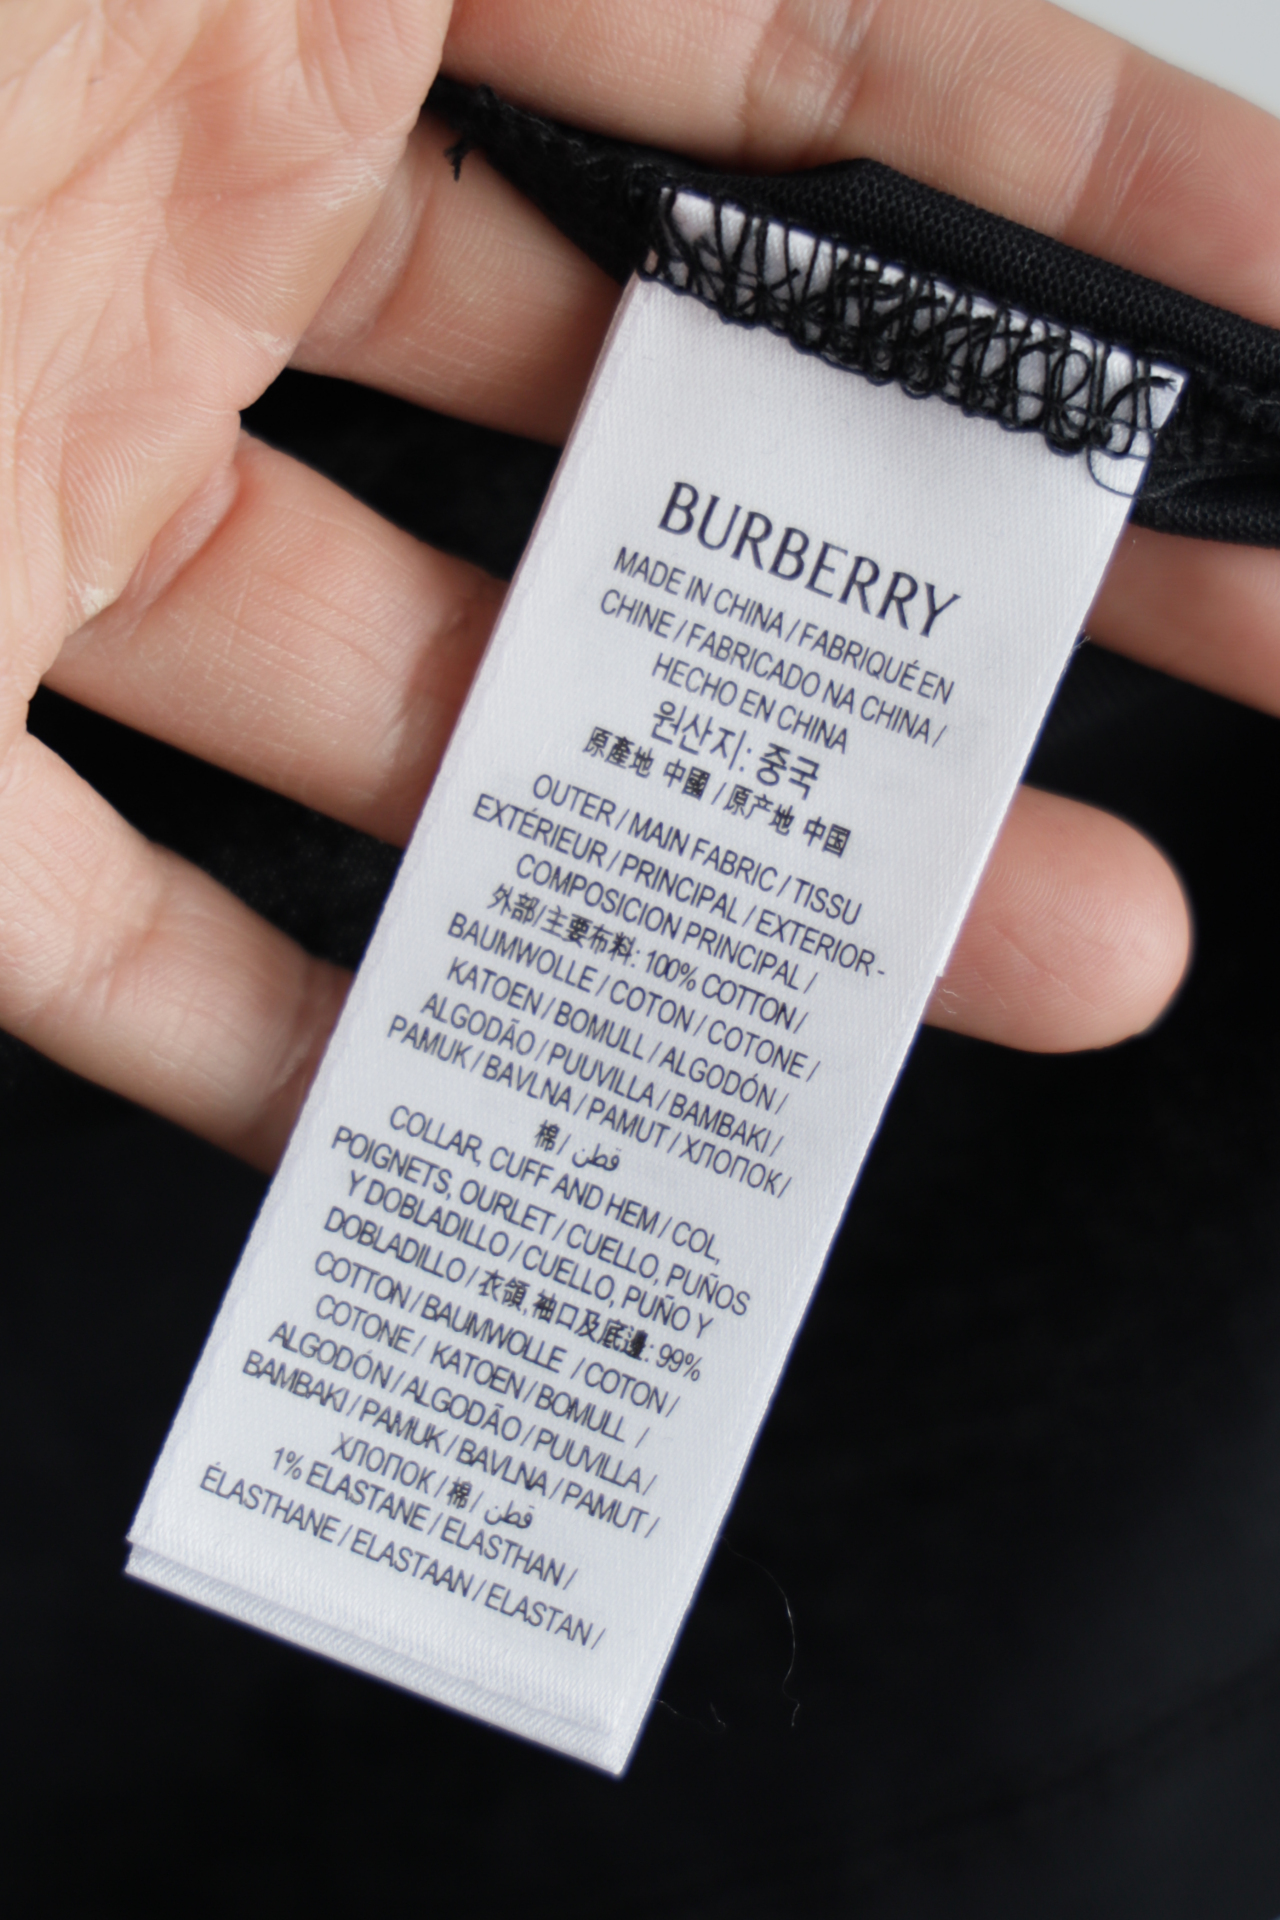 BURBERRY
MADE IN CHINA / FABRIQUÉ EN
CHINE / FABRICADO NA CHINA /
HECHO EN CHINA
원산지: 중국
原產地 中國 / 原产地 中国
OUTER / MAIN FABRIC / TISSU
EXTÉRIEUR / PRINCIPAL / EXTERIOR -
COMPOSICION PRINCIPAL /
外部/主要布料: 100% COTTON /
BAUMWOLLE / COTON / COTONE /
KATOEN / BOMULL / ALGODÓN /
ALGODÃO / PUUVILLA / BAMBAKI /
PAMUK / BAVLNA / PAMUT / ХЛОПОК /
棉 / قطن
COLLAR, CUFF AND HEM / COL,
POIGNETS, OURLET / CUELLO, PUÑOS
Y DOBLADILLO / CUELLO, PUÑO Y
DOBLADILLO / 衣領, 袖口及底邊: 99%
COTTON / BAUMWOLLE / COTON /
COTONE / KATOEN / BOMULL /
ALGODÓN / ALGODÃO / PUUVILLA /
BAMBAKI / PAMUK / BAVLNA / PAMUT /
ХЛОПОК / 棉 / قطن
1% ELASTANE / ELASTHAN /
ÉLASTHANE / ELASTAAN / ELASTAN /